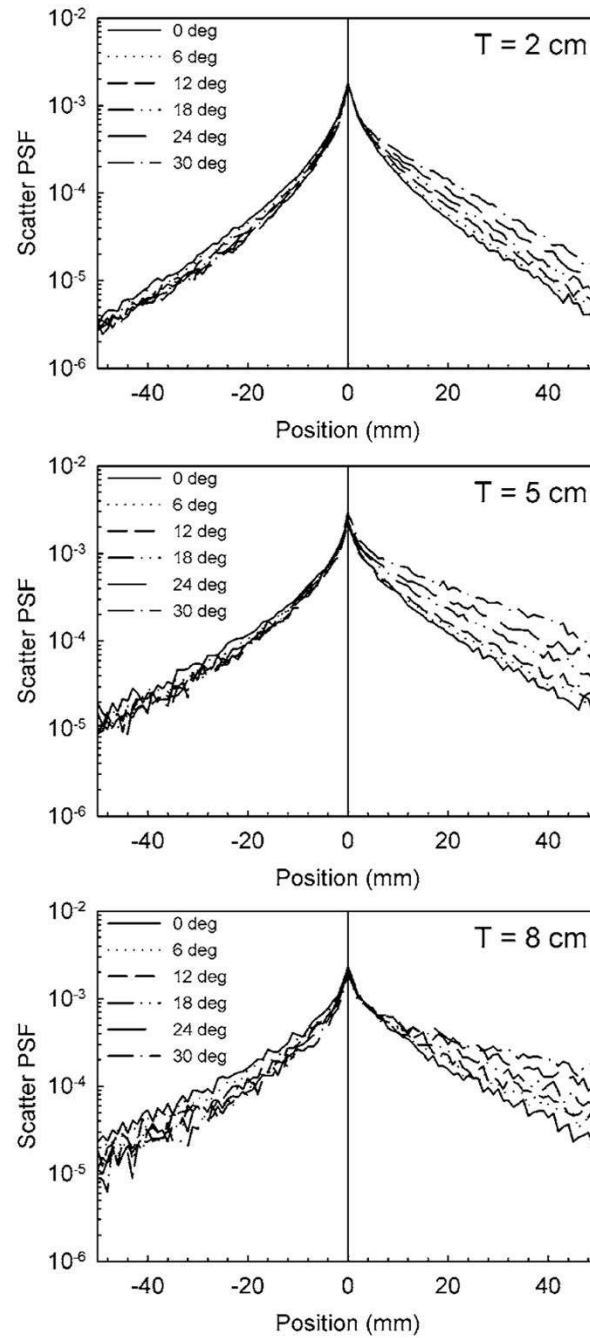 10⁻²
T = 2 cm
0 deg
6 deg
12 deg
18 deg
24 deg
30 deg
10⁻³
10⁻⁴
10⁻⁵
10⁻⁶
Scatter PSF
-40 -20 0 20 40
Position (mm)
10⁻²
T = 5 cm
0 deg
6 deg
12 deg
18 deg
24 deg
30 deg
10⁻³
10⁻⁴
10⁻⁵
10⁻⁶
Scatter PSF
-40 -20 0 20 40
Position (mm)
10⁻²
T = 8 cm
0 deg
6 deg
12 deg
18 deg
24 deg
30 deg
10⁻³
10⁻⁴
10⁻⁵
10⁻⁶
Scatter PSF
-40 -20 0 20 40
Position (mm)